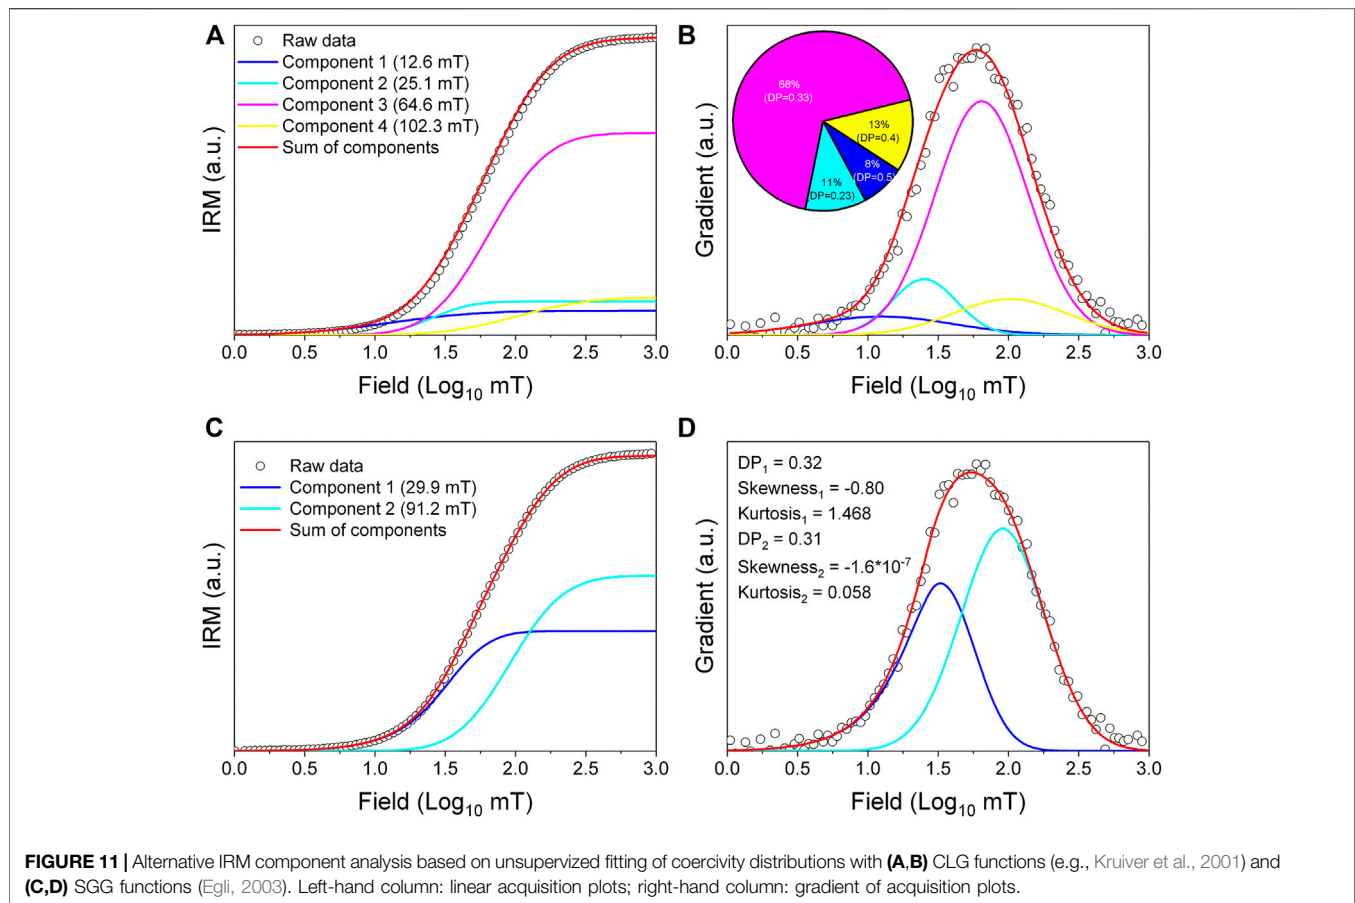 A
Raw data
Component 1 (12.6 mT)
Component 2 (25.1 mT)
Component 3 (64.6 mT)
Component 4 (102.3 mT)
Sum of components
IRM (a.u.)
0.0 0.5 1.0 1.5 2.0 2.5 3.0
Field (Log10 mT)
B
68%
(DP=0.33)
13%
(DP=0.4)
8%
(DP=0.5)
11%
(DP=0.23)
Gradient (a.u.)
0.0 0.5 1.0 1.5 2.0 2.5 3.0
Field (Log10 mT)
C
Raw data
Component 1 (29.9 mT)
Component 2 (91.2 mT)
Sum of components
IRM (a.u.)
0.0 0.5 1.0 1.5 2.0 2.5 3.0
Field (Log10 mT)
D
DP1 = 0.32
Skewness1 = -0.80
Kurtosis1 = 1.468
DP2 = 0.31
Skewness2 = -1.6*10-7
Kurtosis2 = 0.058
Gradient (a.u.)
0.0 0.5 1.0 1.5 2.0 2.5 3.0
Field (Log10 mT)
FIGURE 11 | Alternative IRM component analysis based on unsupervized fitting of coercivity distributions with (A,B) CLG functions (e.g., Kruiver et al., 2001) and
(C,D) SGG functions (Egli, 2003). Left-hand column: linear acquisition plots; right-hand column: gradient of acquisition plots.